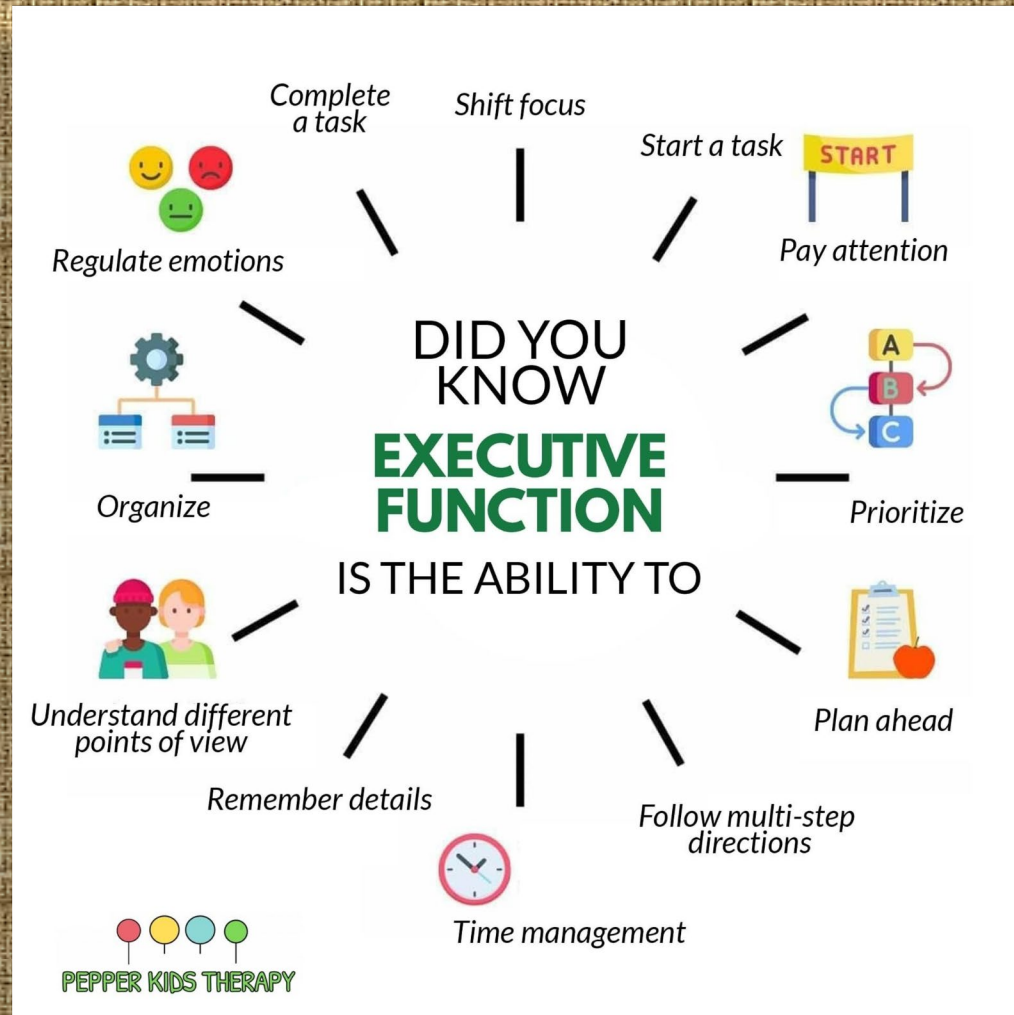 Complete
a task
Shift focus
Start a task
START
Regulate emotions
Pay attention
DID YOU
KNOW
EXECUTIVE
FUNCTION
IS THE ABILITY TO
A
B
C
Organize
Prioritize
Understand different
points of view
Plan ahead
Remember details
Follow multi-step
directions
Time management
PEPPER KIDS THERAPY